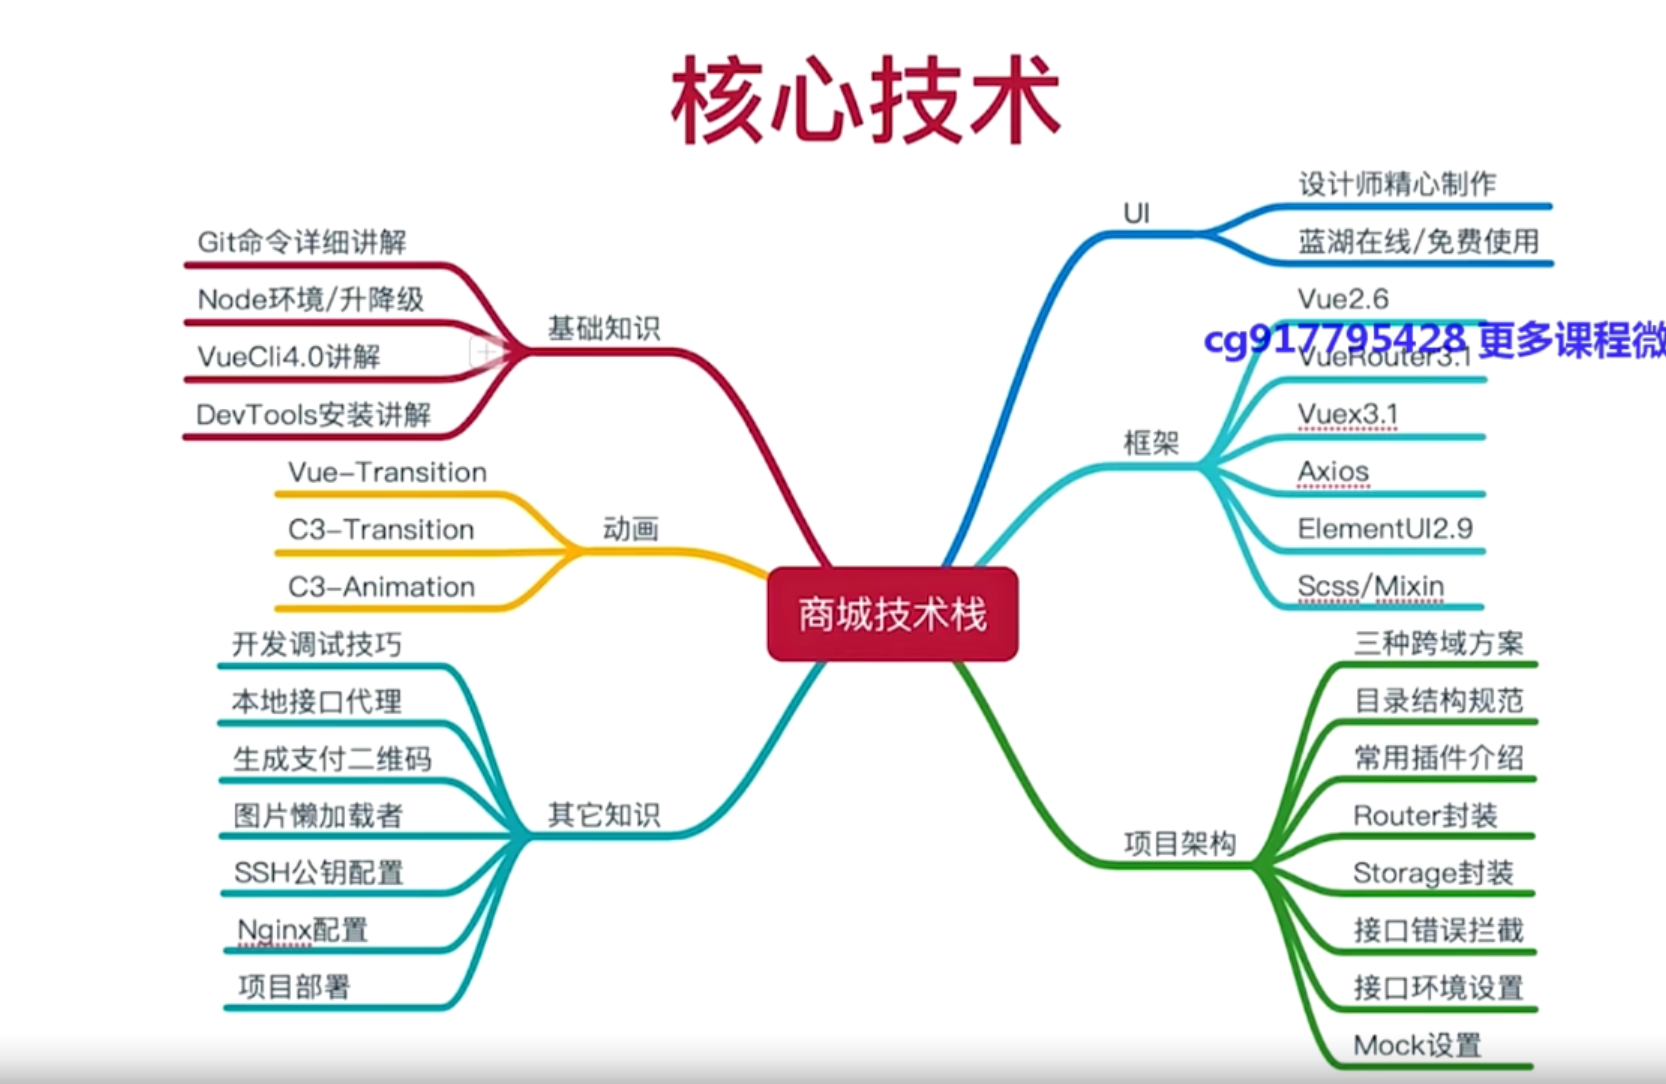 核心技术
基础知识
Git命令详细讲解
Node环境/升降级
VueCli4.0讲解
DevTools安装讲解
动画
Vue-Transition
C3-Transition
C3-Animation
其它知识
开发调试技巧
本地接口代理
生成支付二维码
图片懒加载者
SSH公钥配置
Nginx配置
项目部署
商城技术栈
UI
设计师精心制作
蓝湖在线/免费使用
框架
Vue2.6
cg917795428 更多课程微
VueRouter3.1
Vuex3.1
Axios
ElementUI2.9
Scss/Mixin
项目架构
三种跨域方案
目录结构规范
常用插件介绍
Router封装
Storage封装
接口错误拦截
接口环境设置
Mock设置